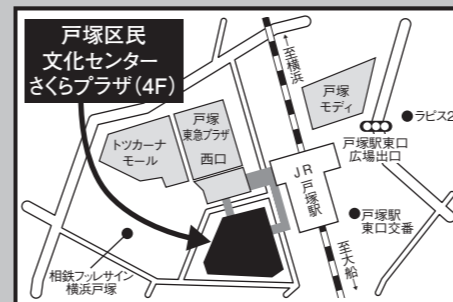 戸塚区民
文化センター
さくらプラザ(4F)
←至横浜
戸塚
モディ
ラピス2
戸塚駅東口
広場出口
トツカーナ
モール
戸塚
東急プラザ
西口
JR戸塚駅
戸塚駅
東口交番
至大船→
相鉄フレッサイン
横浜戸塚